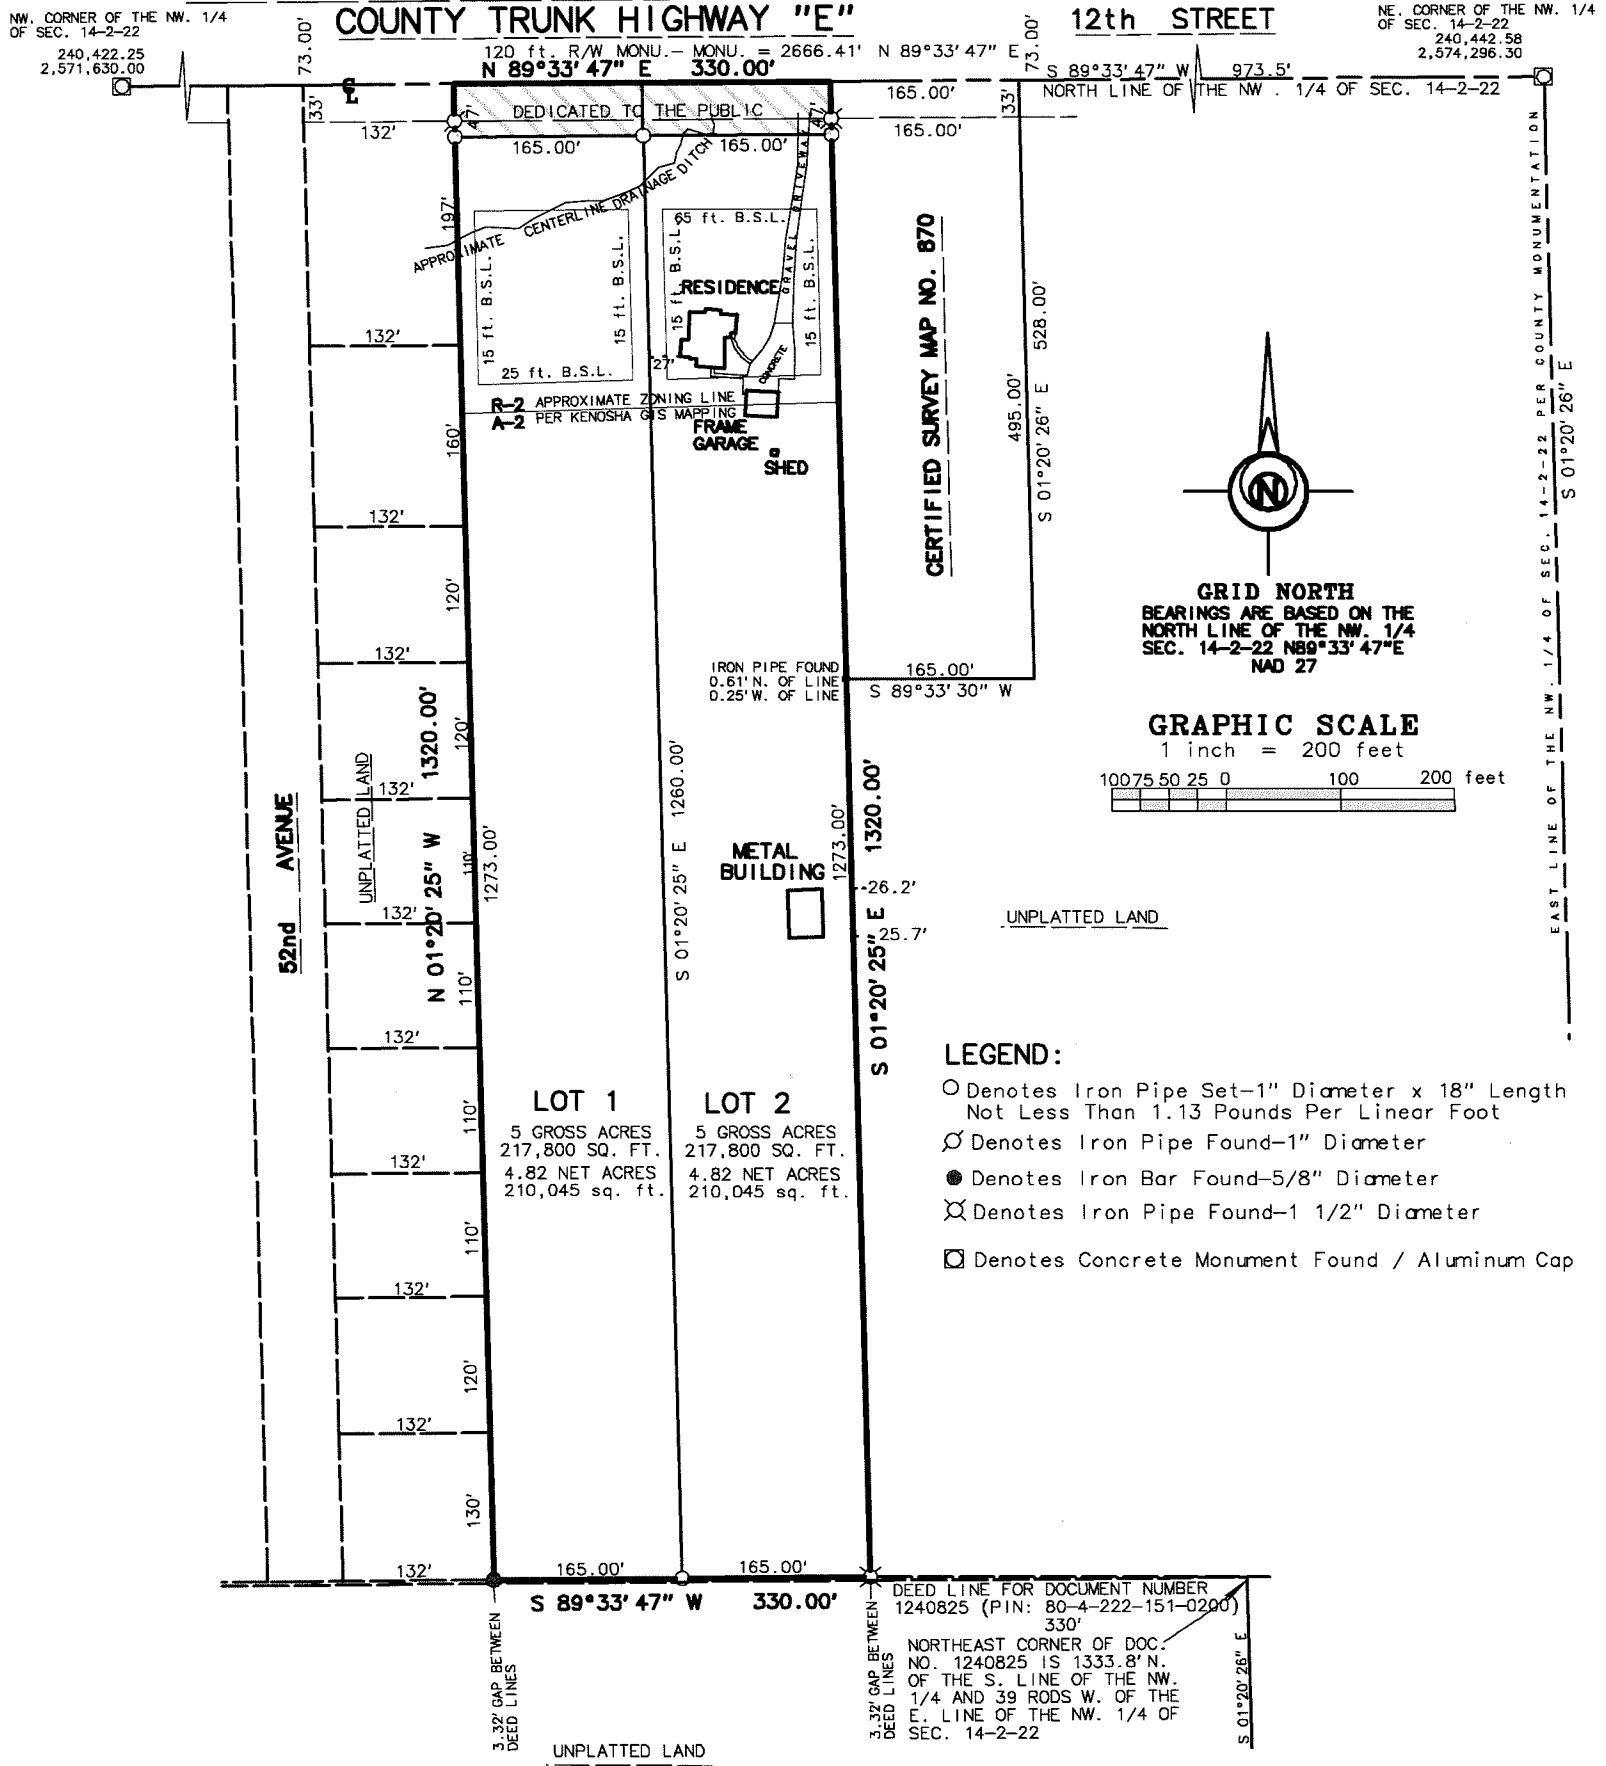 NW. CORNER OF THE NW. 1/4
OF SEC. 14-2-22
240,422.25
2,571,630.00
73.00'
COUNTY TRUNK HIGHWAY "E"
12th STREET
NE. CORNER OF THE NW. 1/4
OF SEC. 14-2-22
240,442.58
2,574,296.30
120 ft. R/W MONU.- MONU. = 2666.41' N 89°33'47" E
73.00'
N 89°33'47" E 330.00'
S 89°33'47" W 973.5'
NORTH LINE OF THE NW . 1/4 OF SEC. 14-2-22
CL
33'
132'
47'
DEDICATED TO THE PUBLIC
47'
165.00'
33'
165.00'
165.00'
165.00'
APPROXIMATE CENTERLINE DRAINAGE DITCH
GRAVEL DRIVEWAY
197'
65 ft. B.S.L.
15 ft. B.S.L.
15 ft. B.S.L.
15 ft. B.S.L.
15 ft. B.S.L.
RESIDENCE
CONCRETE
27'
25 ft. B.S.L.
R-2 APPROXIMATE ZONING LINE
A-2 PER KENOSHA GIS MAPPING
FRAME
GARAGE
SHED
CERTIFIED SURVEY MAP NO. 870
495.00'
S 01°20'26" E 528.00'
EAST LINE OF THE NW. 1/4 OF SEC. 14-2-22 PER COUNTY MONUMENTATION
S 01°20'26" E
132'
160'
132'
120'
132'
120'
132'
110'
132'
110'
132'
110'
132'
110'
132'
120'
132'
130'
132'
N
GRID NORTH
BEARINGS ARE BASED ON THE
NORTH LINE OF THE NW. 1/4
SEC. 14-2-22 N89°33'47"E
NAD 27
IRON PIPE FOUND
0.61' N. OF LINE
0.25' W. OF LINE
165.00'
S 89°33'30" W
GRAPHIC SCALE
1 inch = 200 feet
100 75 50 25 0 100 200 feet
52nd AVENUE
UNPLATTED LAND
N 01°20'25" W 1320.00'
1273.00'
S 01°20'25" E 1260.00'
1273.00'
S 01°20'25" E 1320.00'
METAL
BUILDING
26.2'
25.7'
UNPLATTED LAND
LOT 1
5 GROSS ACRES
217,800 SQ. FT.
4.82 NET ACRES
210,045 sq. ft.
LOT 2
5 GROSS ACRES
217,800 SQ. FT.
4.82 NET ACRES
210,045 sq. ft.
LEGEND:
Denotes Iron Pipe Set-1" Diameter x 18" Length
Not Less Than 1.13 Pounds Per Linear Foot
Denotes Iron Pipe Found-1" Diameter
Denotes Iron Bar Found-5/8" Diameter
Denotes Iron Pipe Found-1 1/2" Diameter
Denotes Concrete Monument Found / Aluminum Cap
165.00'
165.00'
S 89°33'47" W 330.00'
3.32' GAP BETWEEN
DEED LINES
3.32' GAP BETWEEN
DEED LINES
DEED LINE FOR DOCUMENT NUMBER
1240825 (PIN: 80-4-222-151-0200)
330'
NORTHEAST CORNER OF DOC.
NO. 1240825 IS 1333.8' N.
OF THE S. LINE OF THE NW.
1/4 AND 39 RODS W. OF THE
E. LINE OF THE NW. 1/4 OF
SEC. 14-2-22
S 01°20'26" E
UNPLATTED LAND